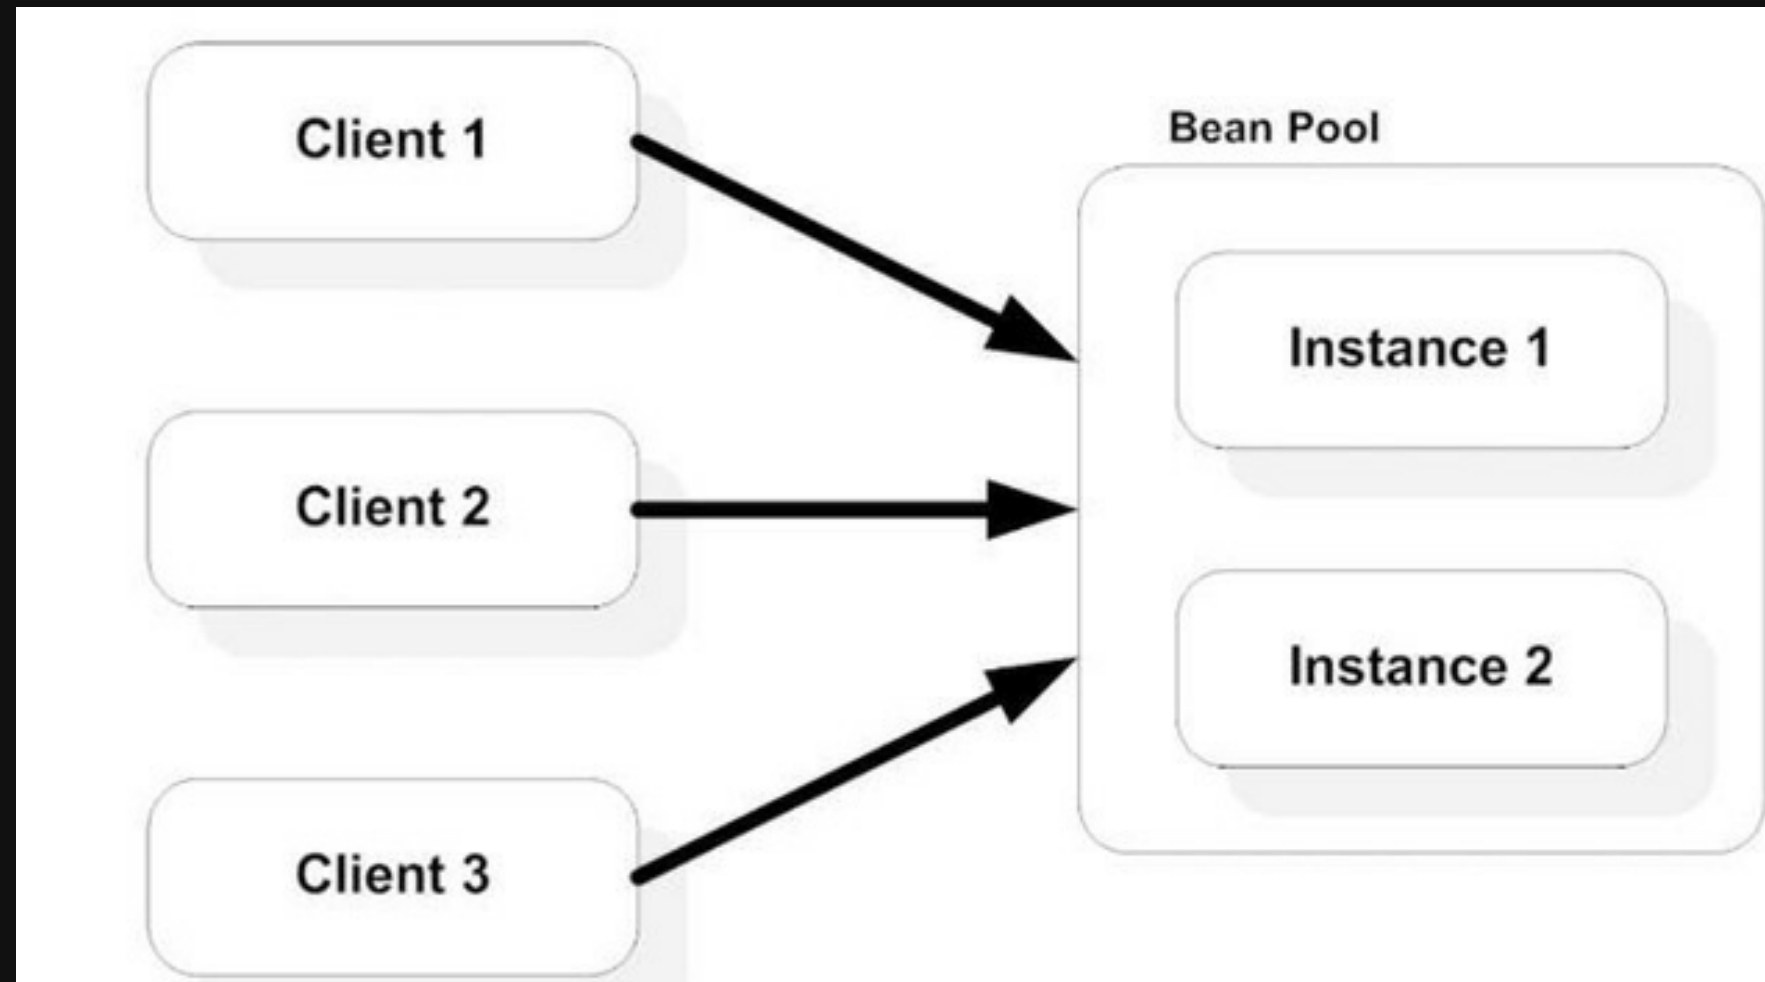 Client 1
Client 2
Client 3
Bean Pool
Instance 1
Instance 2